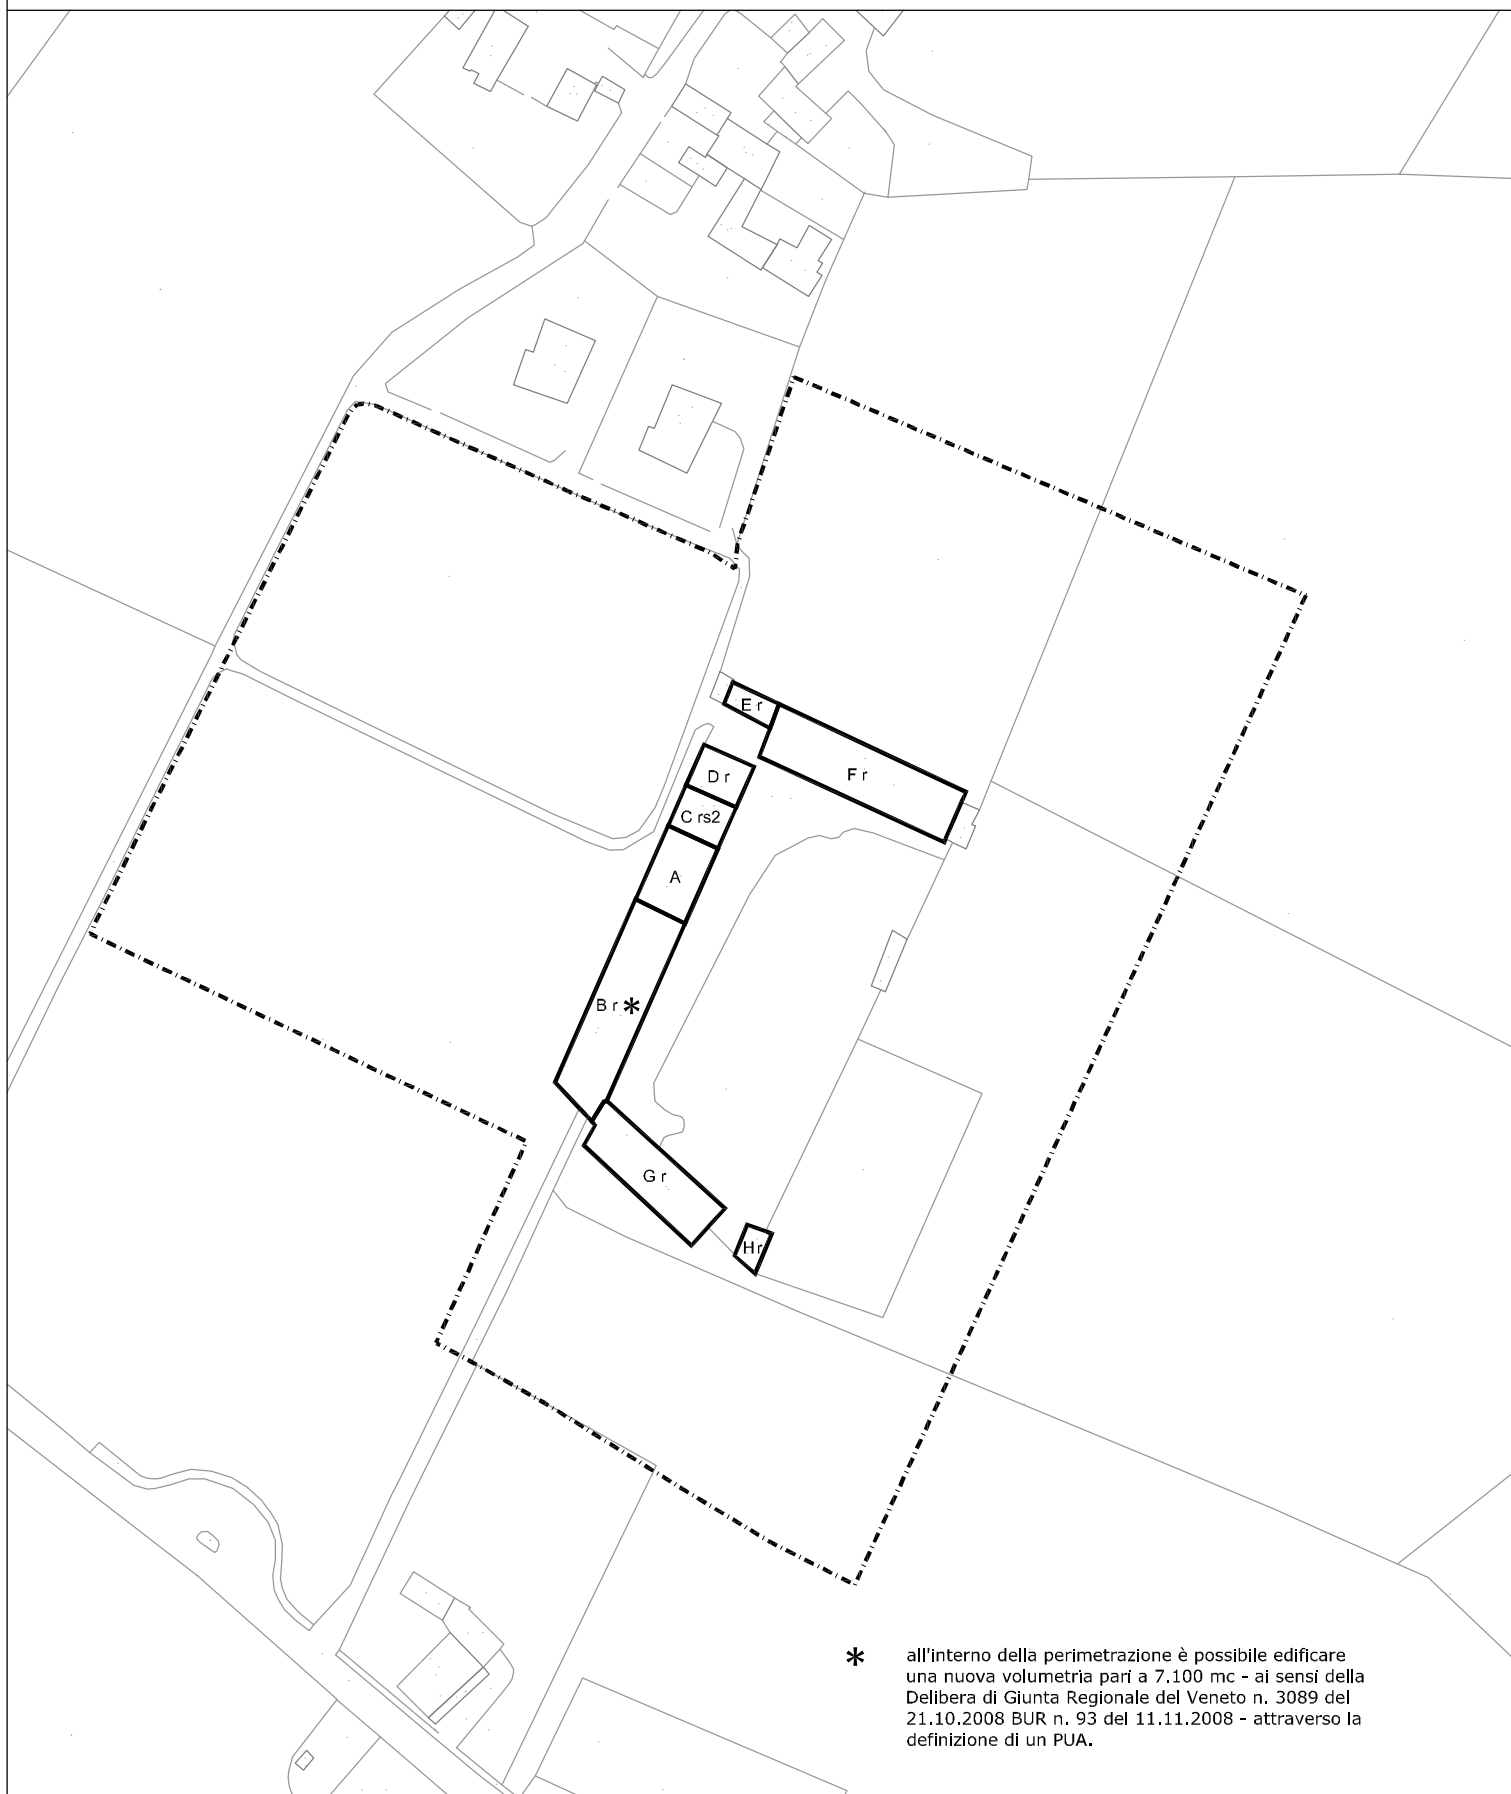 E r
F r
D r
C rs2
A
B r *
G r
H r
* all'interno della perimetrazione è possibile edificare
una nuova volumetria pari a 7.100 mc - ai sensi della
Delibera di Giunta Regionale del Veneto n. 3089 del
21.10.2008 BUR n. 93 del 11.11.2008 - attraverso la
definizione di un PUA.